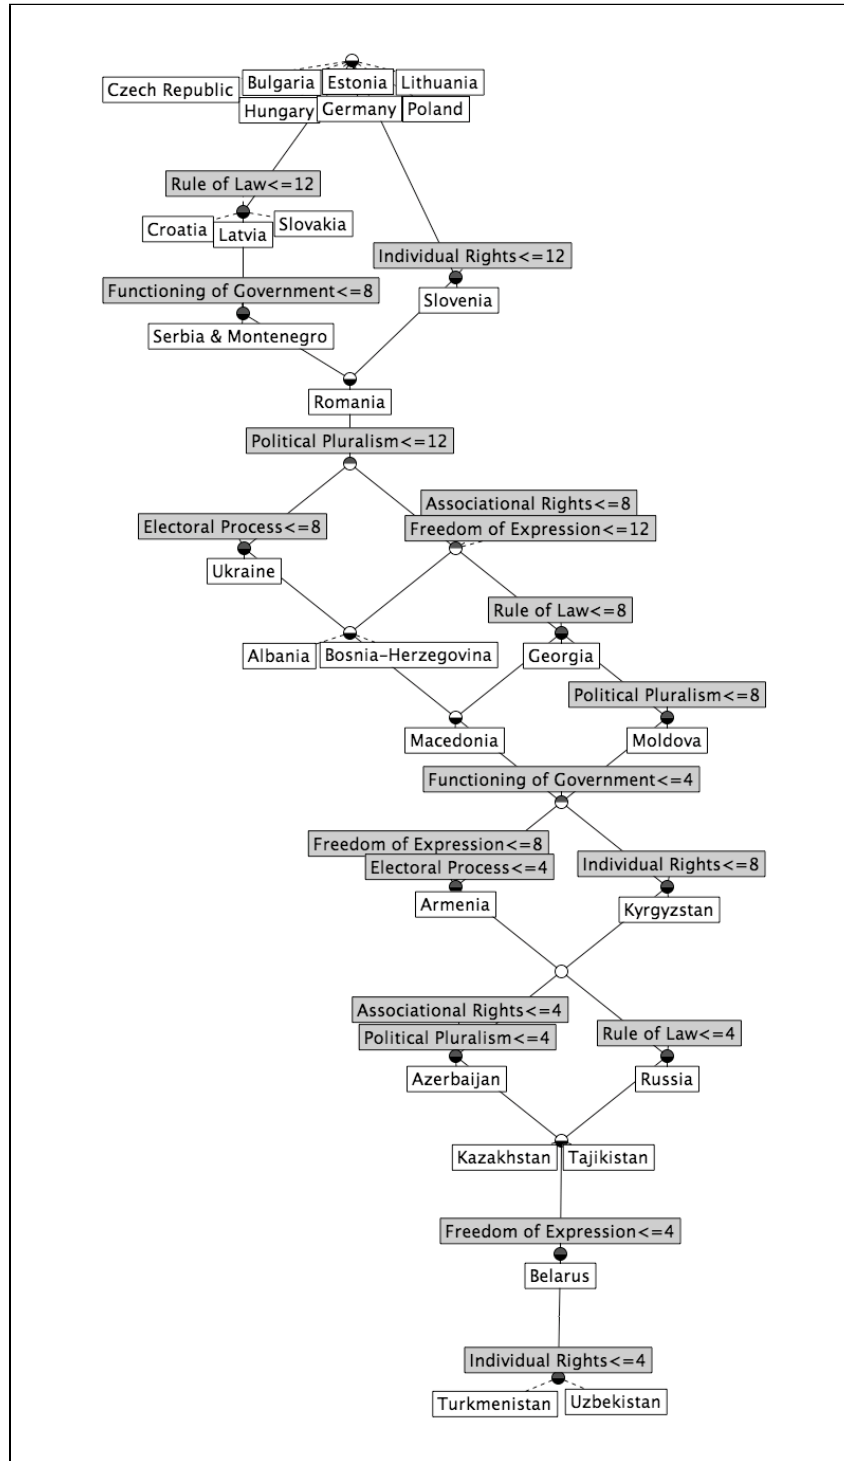 Czech Republic
Bulgaria
Estonia
Lithuania
Hungary
Germany
Poland
Rule of Law<=12
Croatia
Latvia
Slovakia
Individual Rights<=12
Slovenia
Functioning of Government<=8
Serbia & Montenegro
Romania
Political Pluralism<=12
Associational Rights<=8
Electoral Process<=8
Freedom of Expression<=12
Ukraine
Rule of Law<=8
Albania
Bosnia-Herzegovina
Georgia
Political Pluralism<=8
Macedonia
Moldova
Functioning of Government<=4
Freedom of Expression<=8
Electoral Process<=4
Individual Rights<=8
Armenia
Kyrgyzstan
Associational Rights<=4
Political Pluralism<=4
Rule of Law<=4
Azerbaijan
Russia
Kazakhstan
Tajikistan
Freedom of Expression<=4
Belarus
Individual Rights<=4
Turkmenistan
Uzbekistan